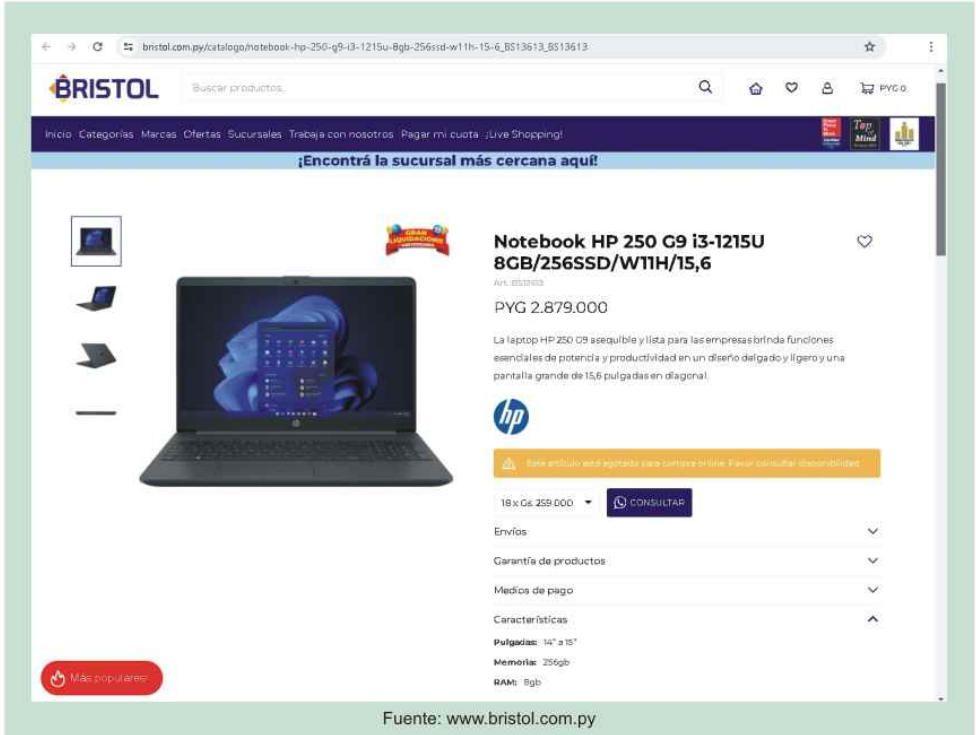 bristol.com.py/catalogo/notebook-hp-250-g9-i3-1215u-8gb-256ssd-w11h-15-6_BS13613_BS13613
BRISTOL
Buscar productos..
PYG 0,
Inicio Categorías Marcas Ofertas Sucursales Trabaja con nosotros Pagar mi cuota ¡Live Shopping!
Top of Mind
¡Encontrá la sucursal más cercana aquí!
GRAN
LIQUIDACIONES
Notebook HP 250 G9 i3-1215U
8GB/256SSD/W11H/15,6
Art. BS13613
PYG 2.879.000
La laptop HP 250 G9 asequible y lista para las empresas brinda funciones
esenciales de potencia y productividad en un diseño delgado y ligero y una
pantalla grande de 15,6 pulgadas en diagonal.
hp
Este artículo está agotado para compra online. Favor consultar disponibilidad.
18 x Gs. 259.000
CONSULTAR
Envíos
Garantía de productos
Medios de pago
Características
Pulgadas: 14" a 15"
Memoria: 256gb
RAM: 8gb
Más populares!
Fuente: www.bristol.com.py